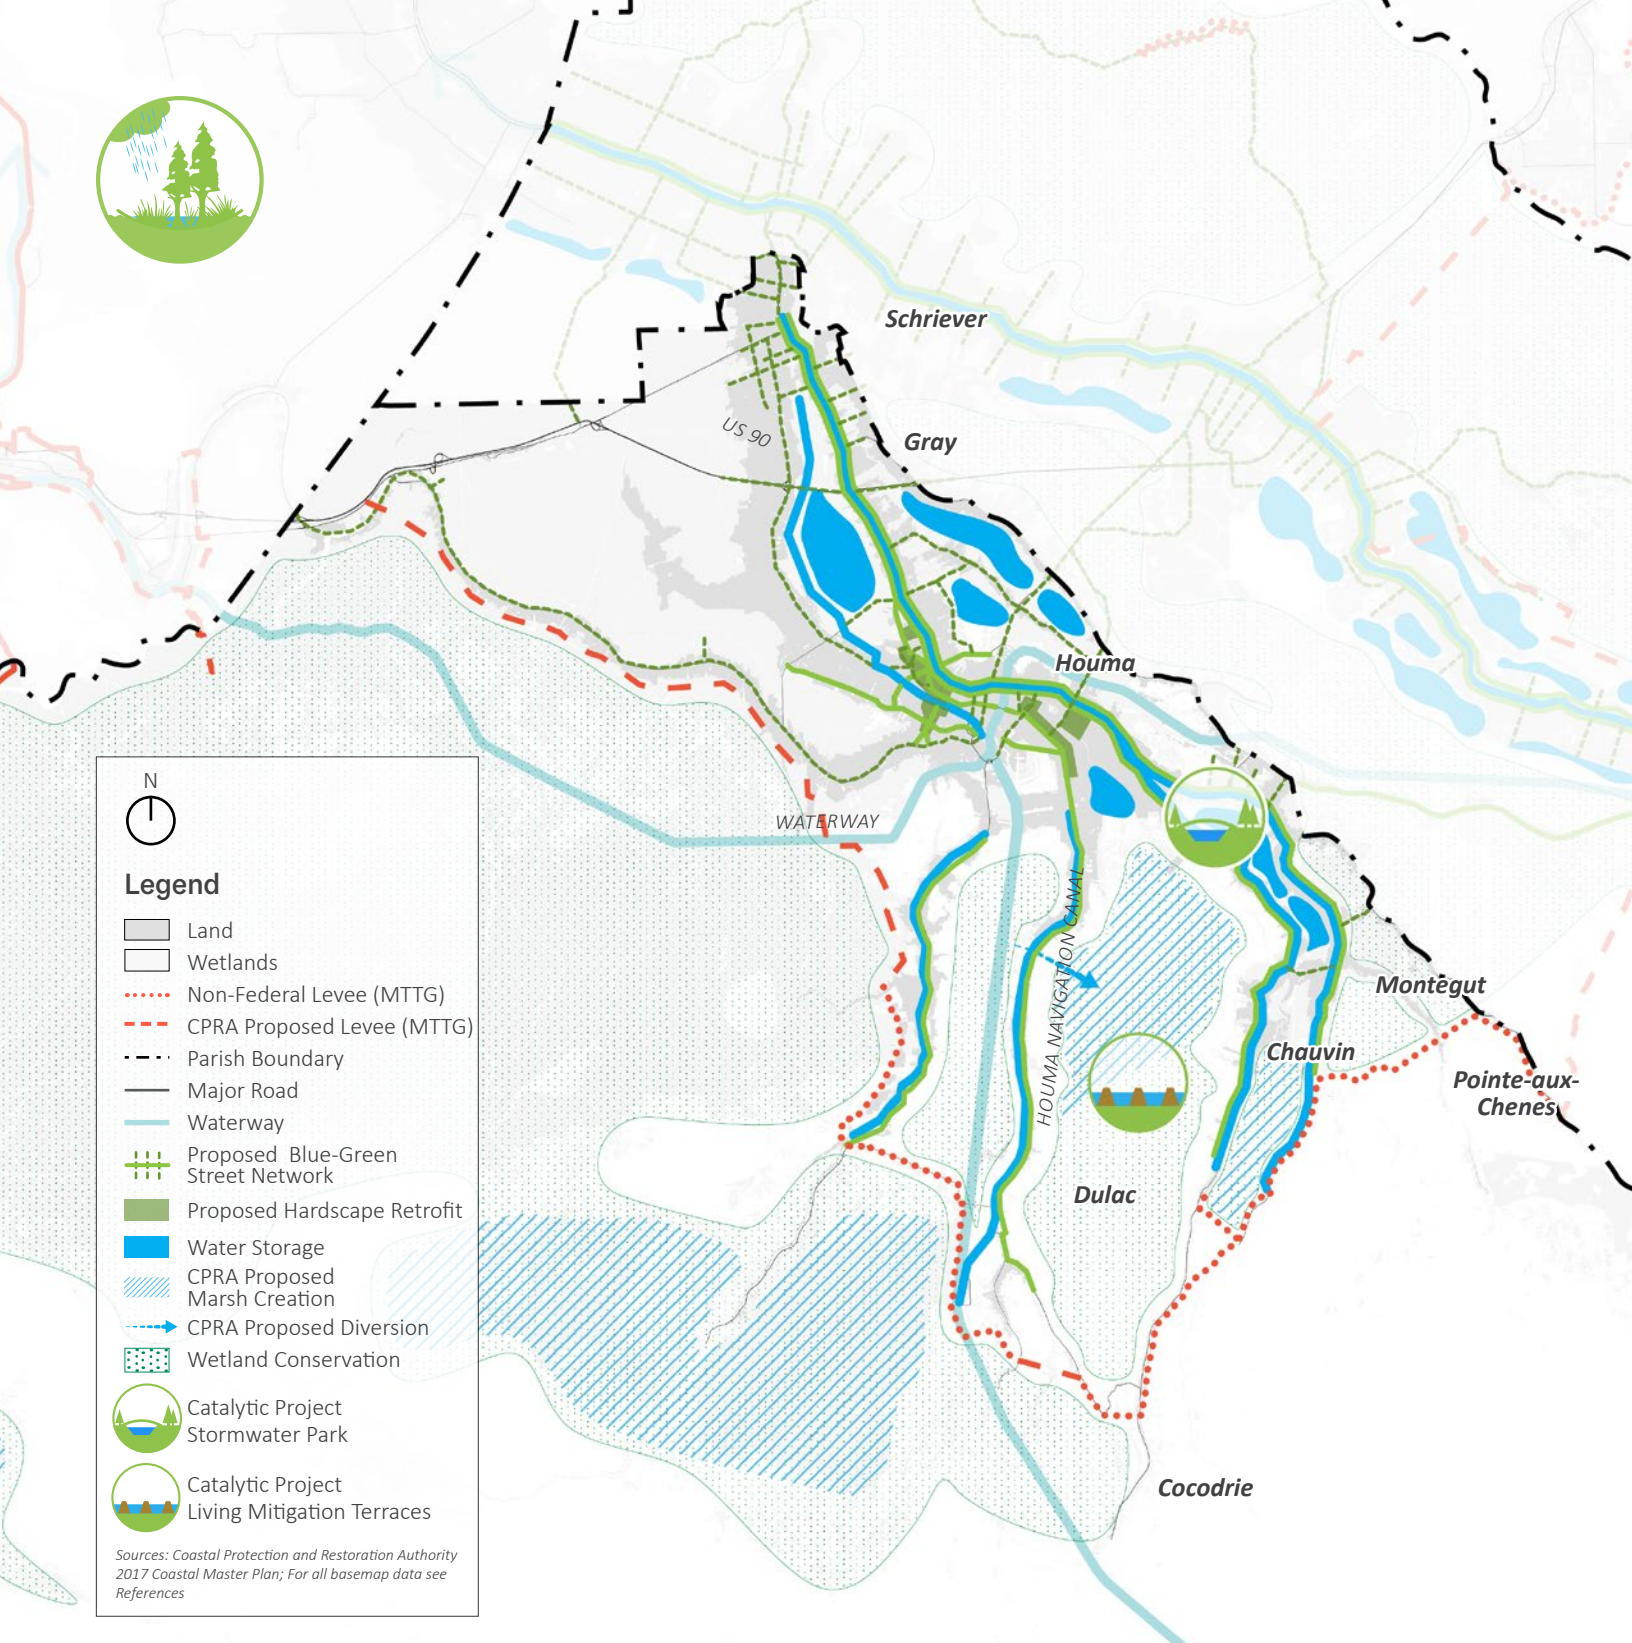 Schriever
US 90
Gray
Houma
WATERWAY
HOUMA NAVIGATION CANAL
Montegut
Chauvin
Pointe-aux-
Chenes
Dulac
Cocodrie
N
Legend
Land
Wetlands
Non-Federal Levee (MTTG)
CPRA Proposed Levee (MTTG)
Parish Boundary
Major Road
Waterway
Proposed Blue-Green
Street Network
Proposed Hardscape Retrofit
Water Storage
CPRA Proposed
Marsh Creation
CPRA Proposed Diversion
Wetland Conservation
Catalytic Project
Stormwater Park
Catalytic Project
Living Mitigation Terraces
Sources: Coastal Protection and Restoration Authority
2017 Coastal Master Plan; For all basemap data see
References